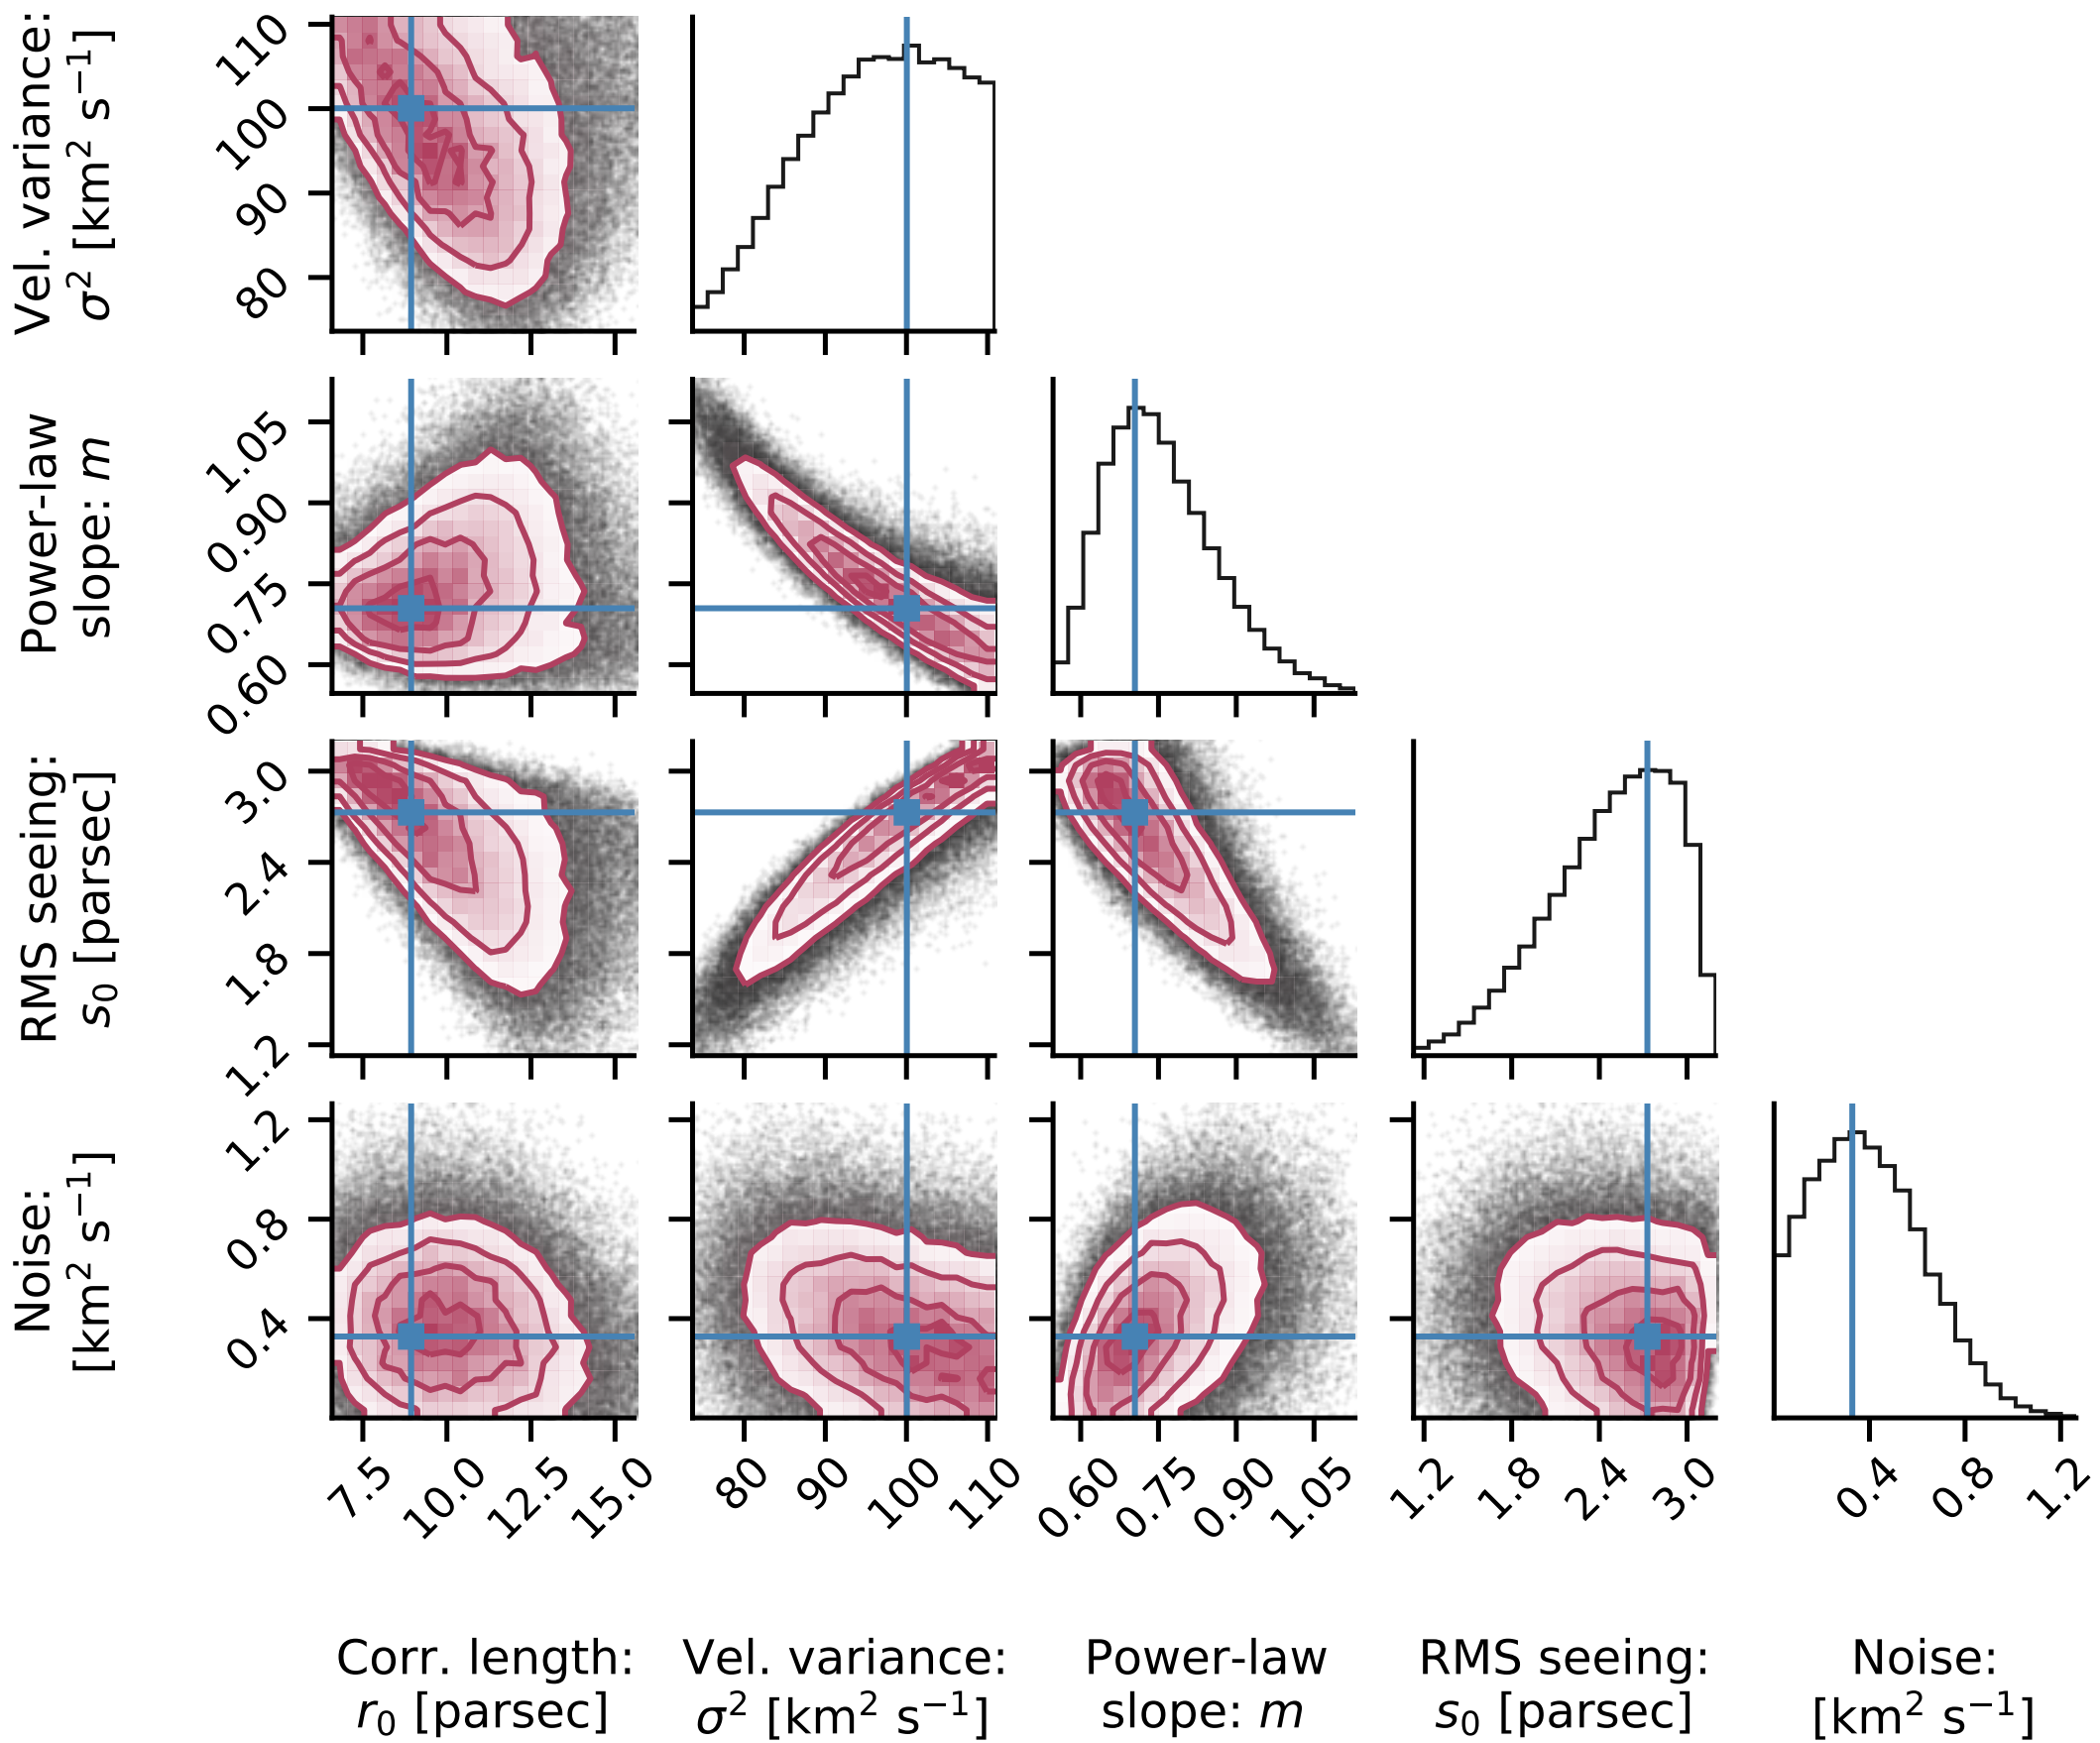 Vel. variance:
σ² [km² s⁻¹]
110
100
90
80
Power-law
slope: m
1.05
0.90
0.75
0.60
RMS seeing:
s₀ [parsec]
3.0
2.4
1.8
1.2
Noise:
[km² s⁻¹]
1.2
0.8
0.4
7.5 10.0 12.5 15.0 80 90 100 110 0.60 0.75 0.90 1.05 1.2 1.8 2.4 3.0 0.4 0.8 1.2
Corr. length:
r₀ [parsec]
Vel. variance:
σ² [km² s⁻¹]
Power-law
slope: m
RMS seeing:
s₀ [parsec]
Noise:
[km² s⁻¹]